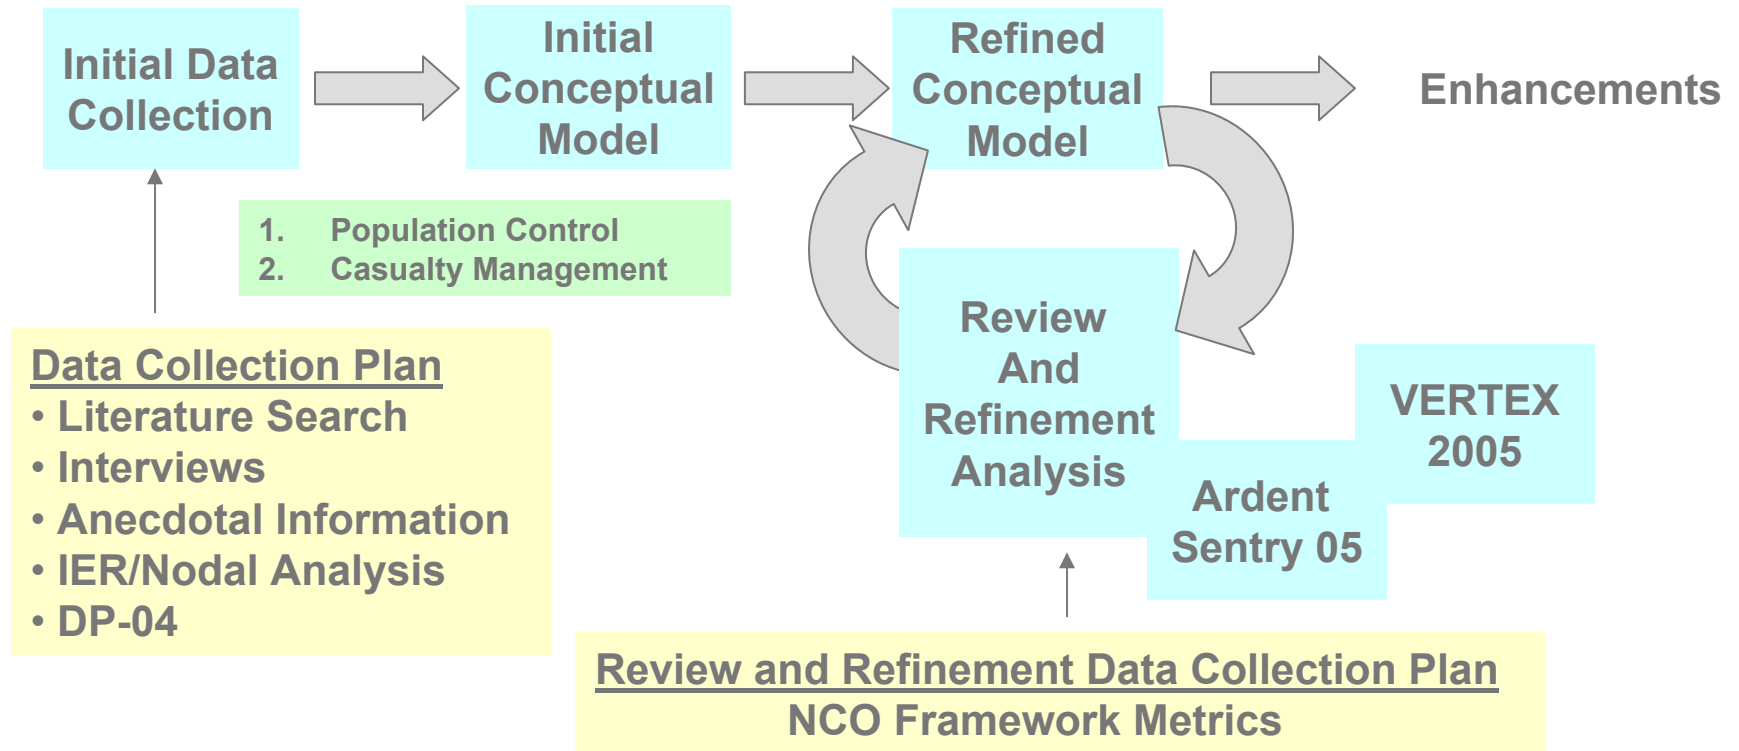 Initial Data
Collection
Initial
Conceptual
Model
Refined
Conceptual
Model
Enhancements
1. Population Control
2. Casualty Management
Data Collection Plan
• Literature Search
• Interviews
• Anecdotal Information
• IER/Nodal Analysis
• DP-04
Review
And
Refinement
Analysis
Ardent
Sentry 05
VERTEX
2005
Review and Refinement Data Collection Plan
NCO Framework Metrics